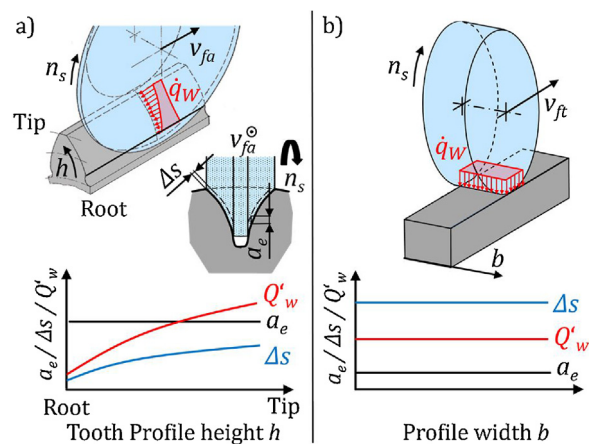 a)
n_s
v_fa
q̇_W
Tip
h
Root
v_fa
Δs
n_s
a_e
a_e / Δs / Q'_w
Q'_w
a_e
Δs
Root
Tip
Tooth Profile height h
b)
n_s
v_ft
q̇_W
b
a_e / Δs / Q'_w
Δs
Q'_w
a_e
Profile width b